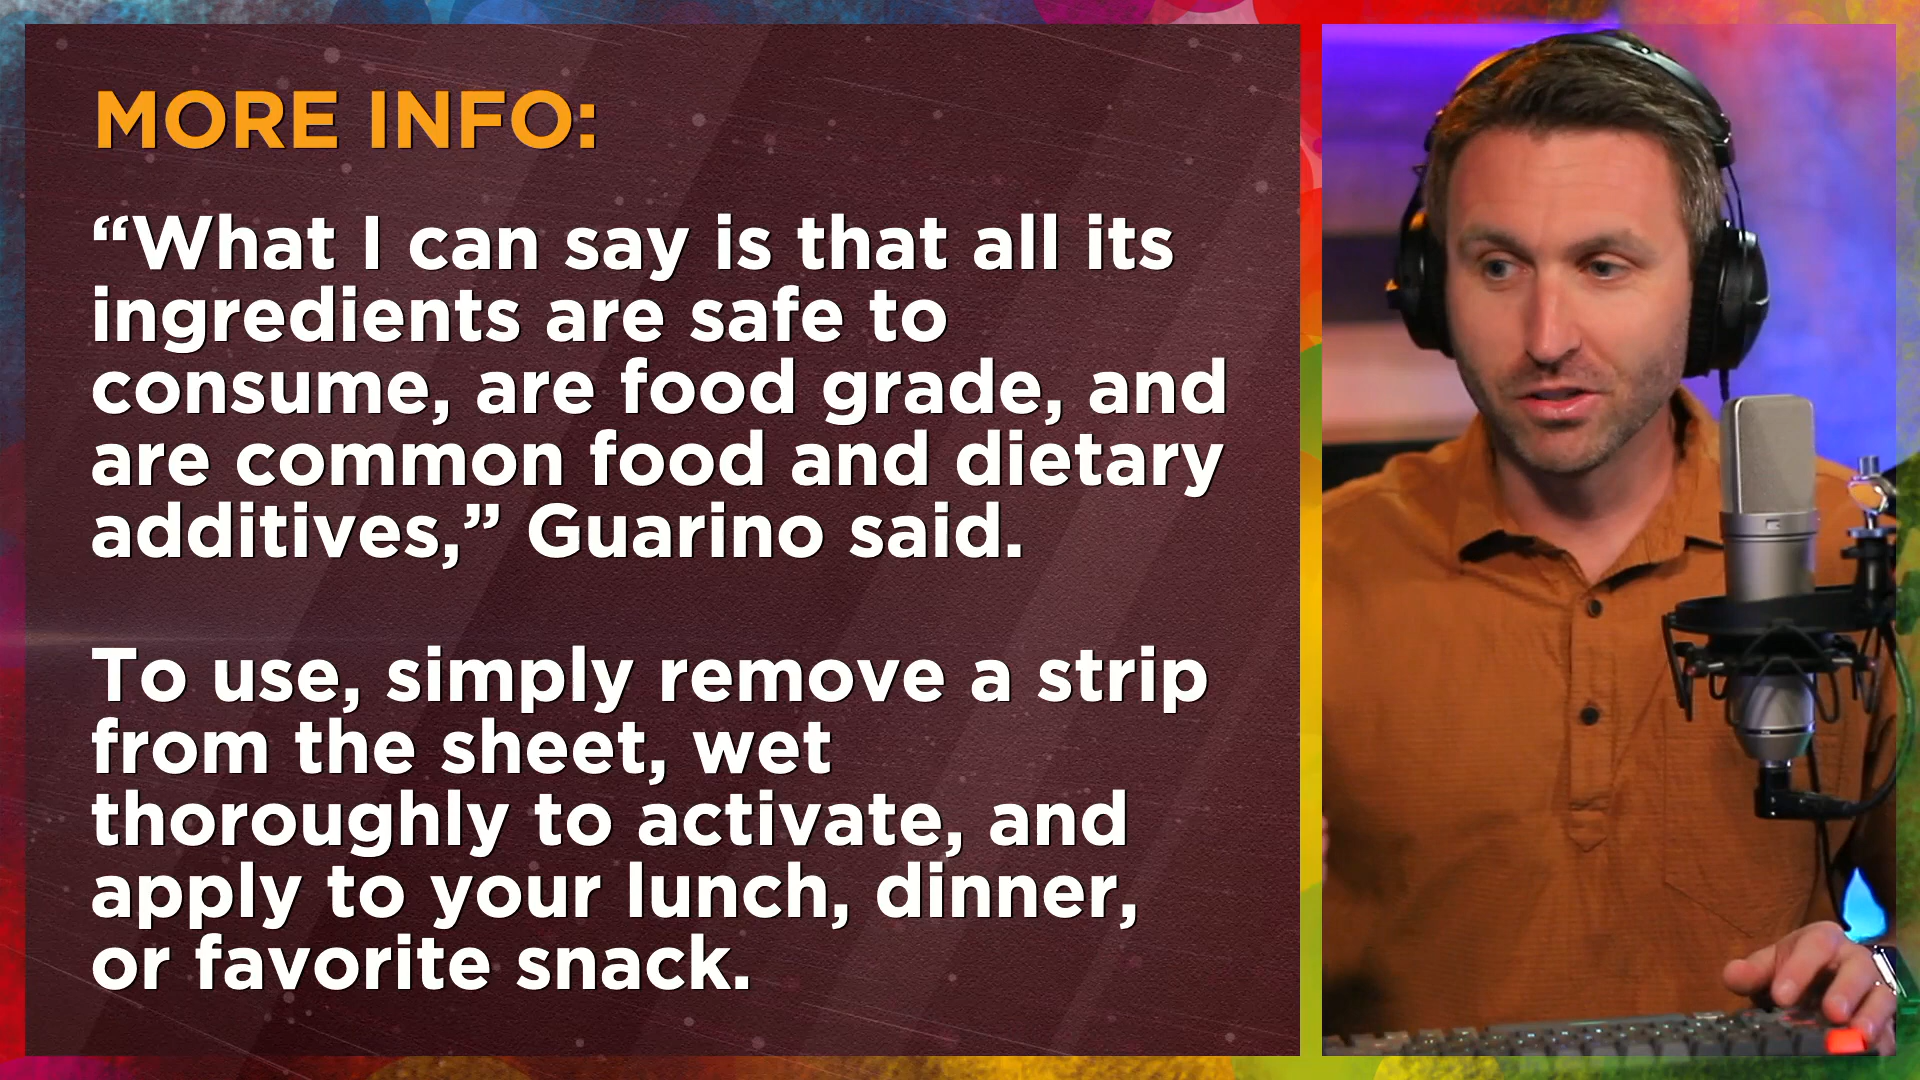 MORE INFO:
“What I can say is that all its
ingredients are safe to
consume, are food grade, and
are common food and dietary
additives,” Guarino said.
To use, simply remove a strip
from the sheet, wet
thoroughly to activate, and
apply to your lunch, dinner,
or favorite snack.